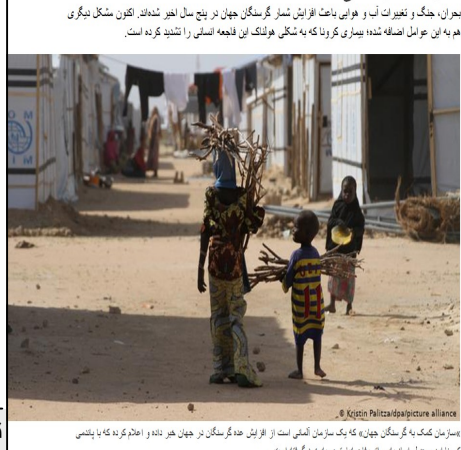 بحران، جنگ و تغییرات آب و هوایی باعث افزایش شمار گرسنگان جهان در پنج سال اخیر شده‌اند. اکنون مشکل دیگری
هم به این عوامل اضافه شده؛ بیماری کرونا که به شکلی هولناک این فاجعه انسانی را تشدید کرده است.
IOM
© Kristin Palitza/dpa/picture alliance
«سازمان کمک به گرسنگان جهان» که یک سازمان آلمانی است از افزایش عده گرسنگان در جهان خبر داده و اعلام کرده که با پاندمی